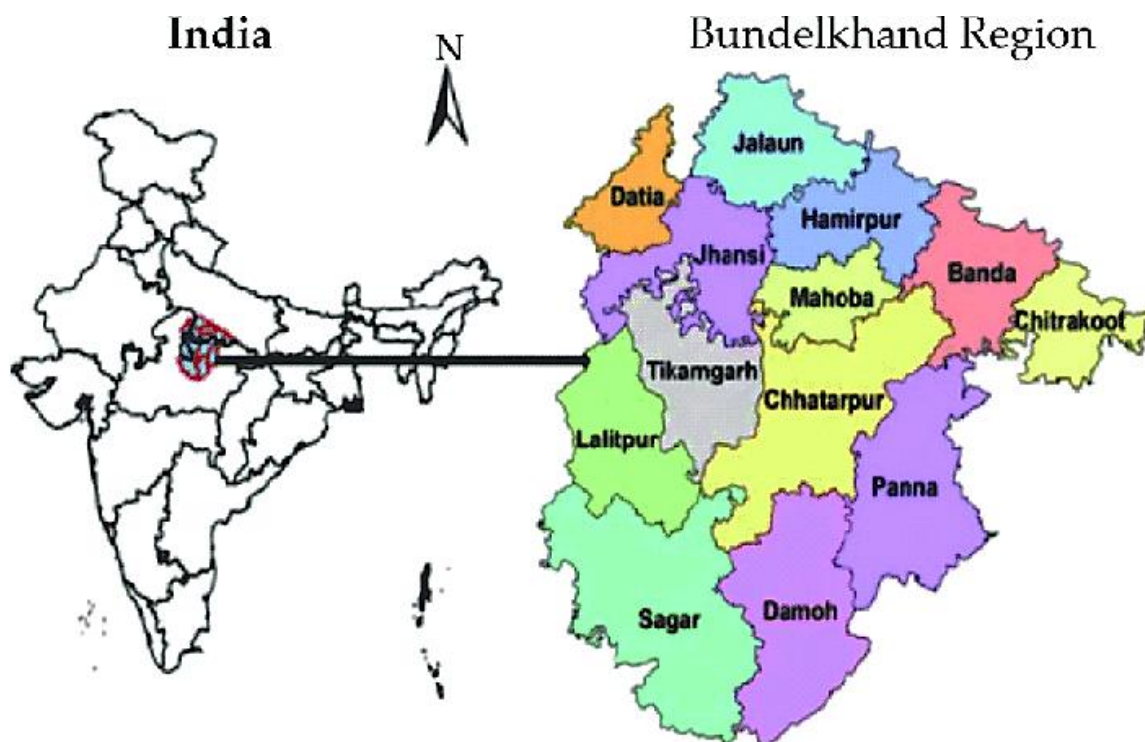 India
N
Bundelkhand Region
Jalaun
Datia
Hamirpur
Jhansi
Banda
Mahoba
Chitrakoot
Tikamgarh
Chhatarpur
Lalitpur
Panna
Sagar
Damoh